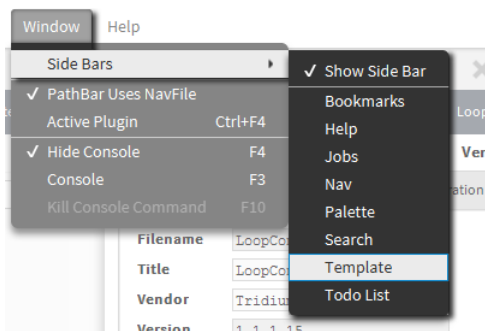 Window Help
Side Bars
✓ Show Side Bar
✓ PathBar Uses NavFile
Bookmarks
Active Plugin Ctrl+F4
Help
✓ Hide Console F4
Jobs
Console F3
Nav
Kill Console Command F10
Palette
Search
Template
Todo List
Loop
Ver
ration
Filename LoopCo
Title LoopCo
Vendor Tridiu
Version 1.1.1.15